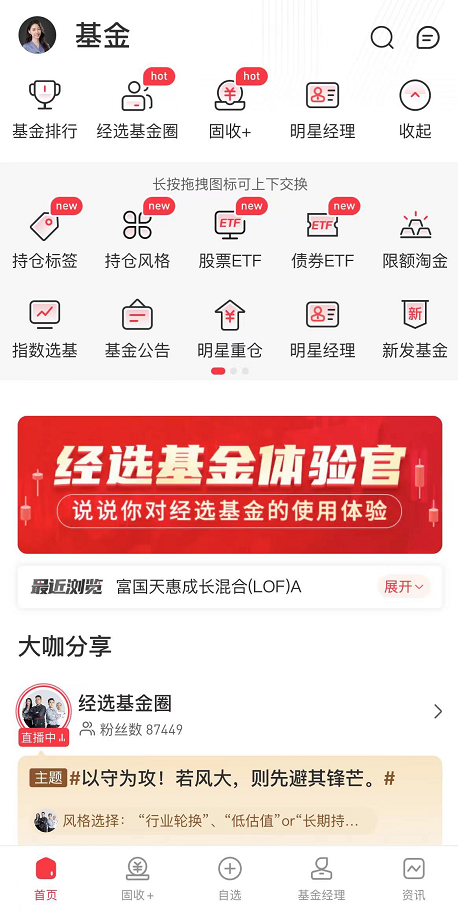 基金
hot
hot
基金排行
经选基金圈
固收+
明星经理
收起
长按拖拽图标可上下交换
new
new
new
new
ETF
ETF
持仓标签
持仓风格
股票ETF
债券ETF
限额淘金
新
指数选基
基金公告
明星重仓
明星经理
新发基金
经选基金体验官
说说你对经选基金的使用体验
最近浏览 富国天惠成长混合(LOF)A 展开
大咖分享
经选基金圈
粉丝数 87449
直播中
主题 #以守为攻！若风大，则先避其锋芒。#
风格选择：“行业轮换”、“低估值”or“长期持...
首页
固收+
自选
基金经理
资讯